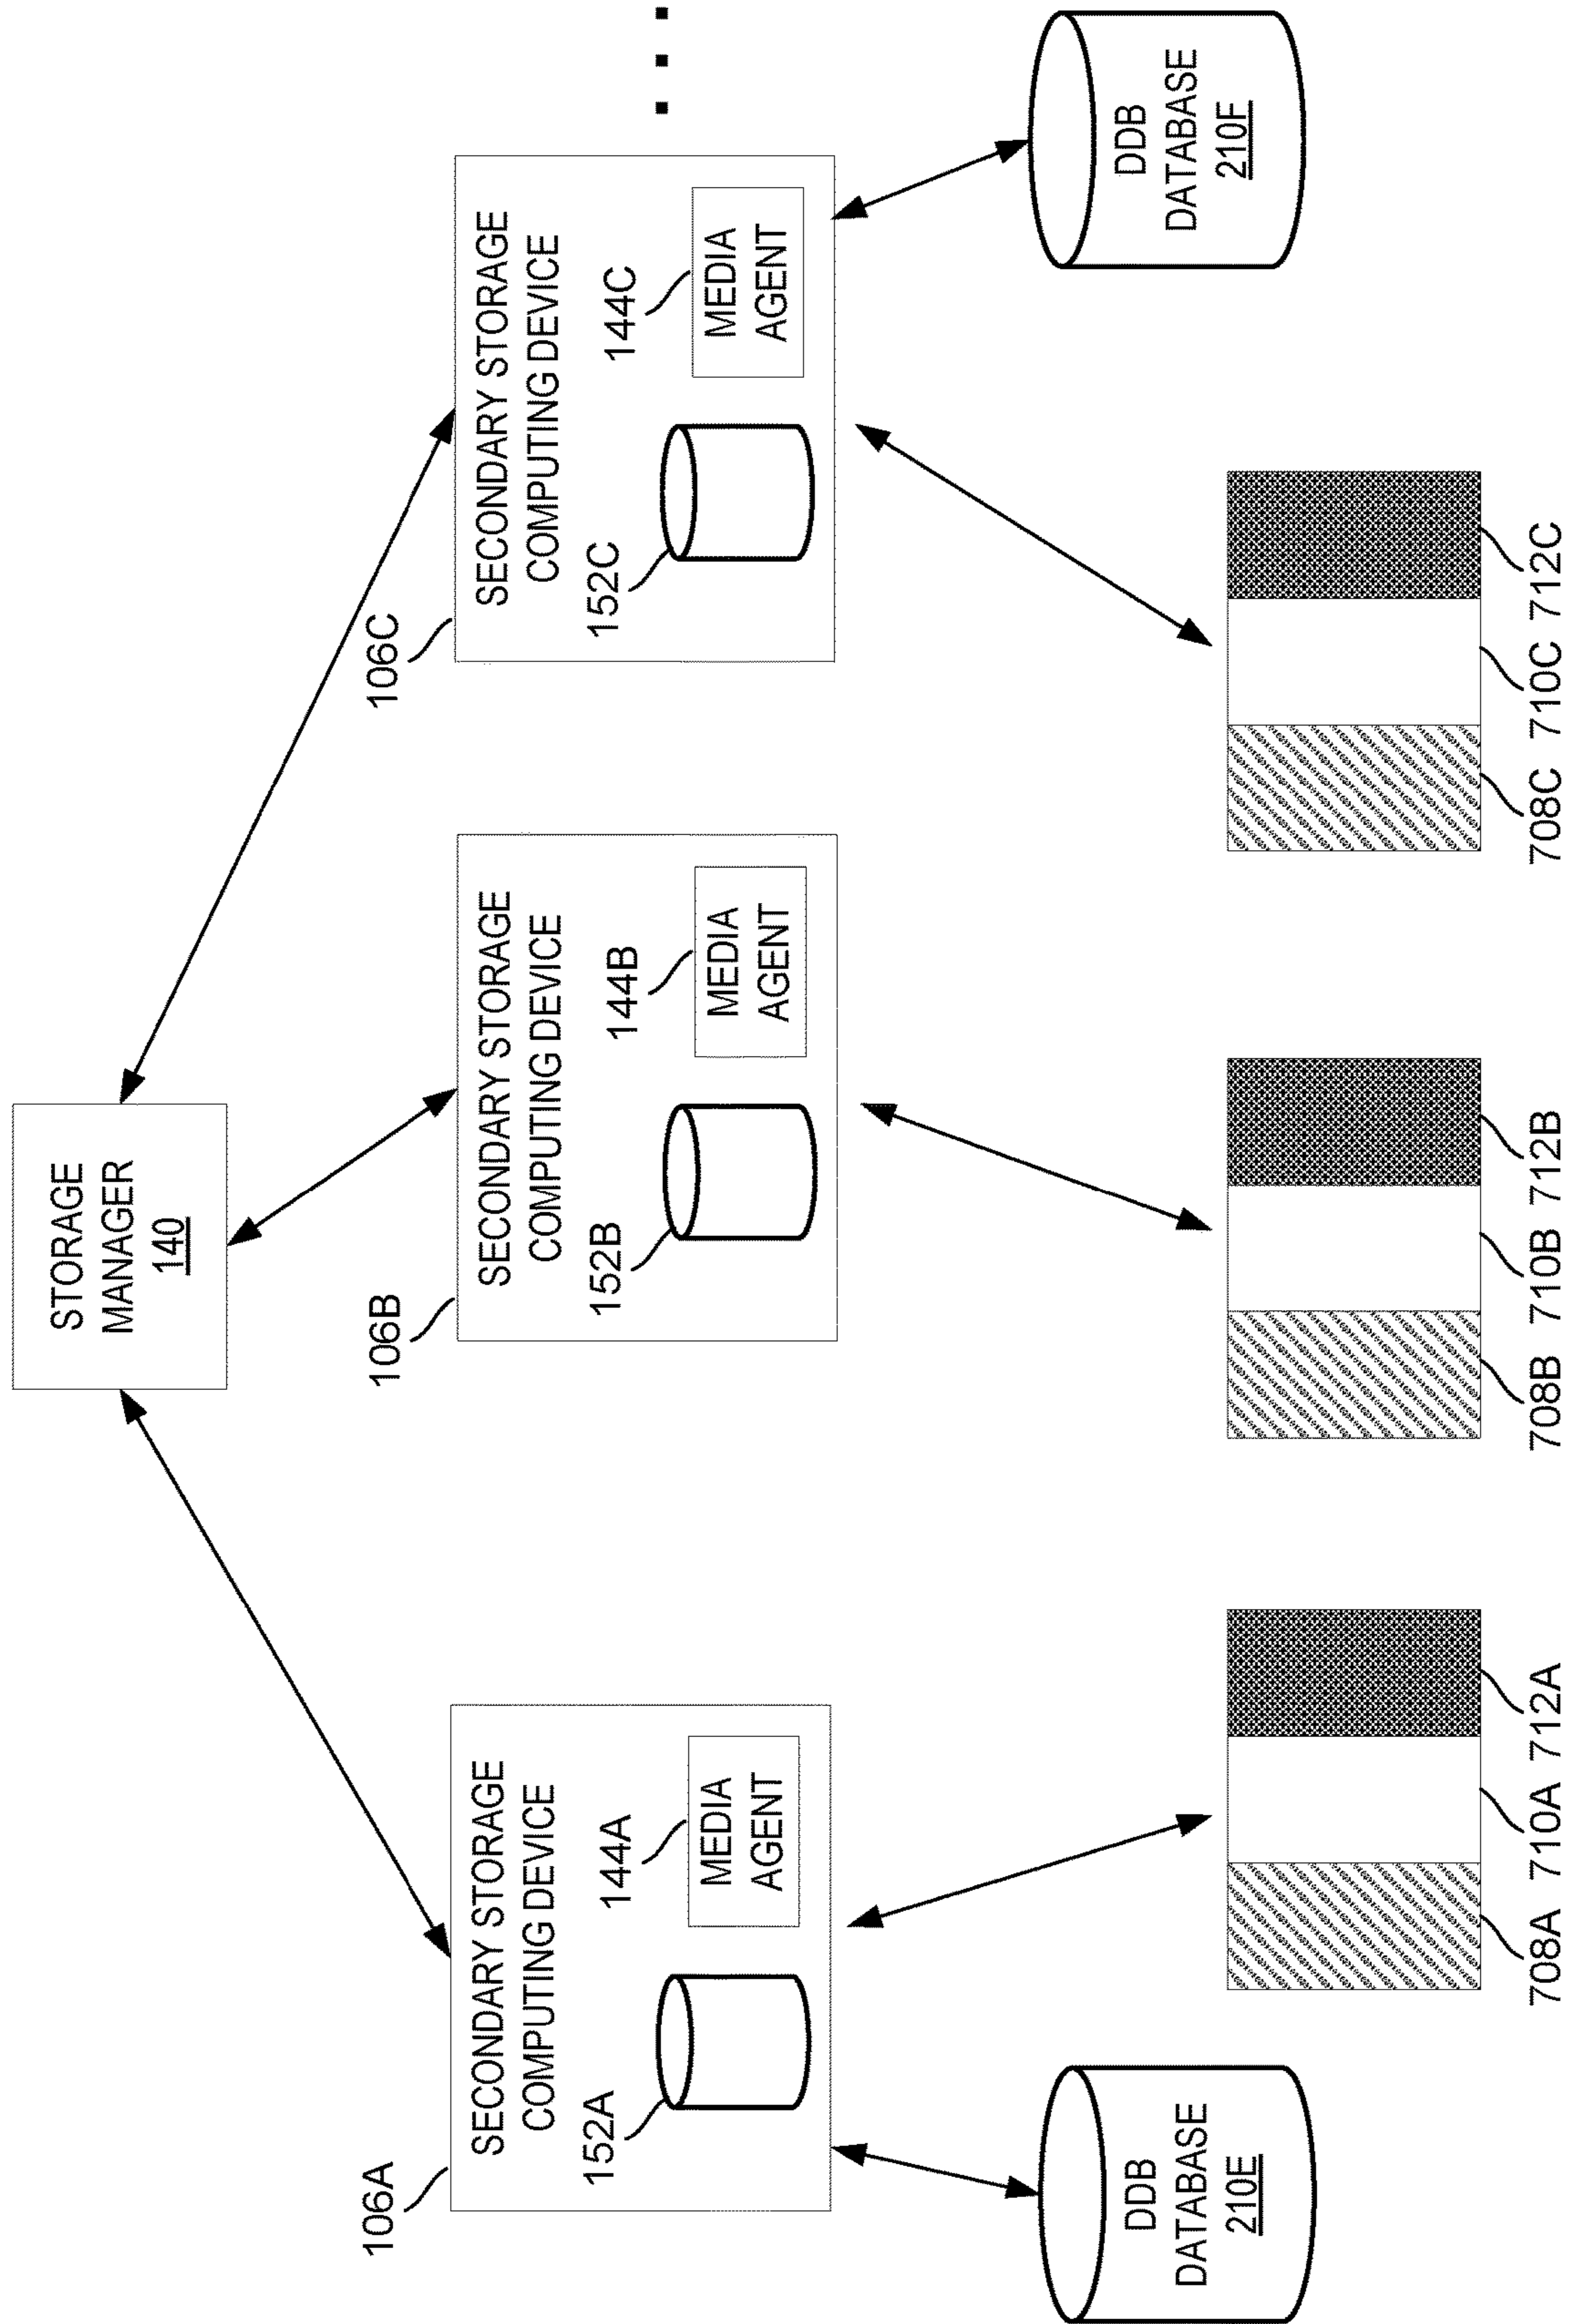 STORAGE
MANAGER
140
106A
SECONDARY STORAGE
COMPUTING DEVICE
152A
144A
MEDIA
AGENT
106B
SECONDARY STORAGE
COMPUTING DEVICE
152B
144B
MEDIA
AGENT
106C
SECONDARY STORAGE
COMPUTING DEVICE
152C
144C
MEDIA
AGENT
DDB
DATABASE
210E
DDB
DATABASE
210F
708A 710A 712A
708B 710B 712B
708C 710C 712C